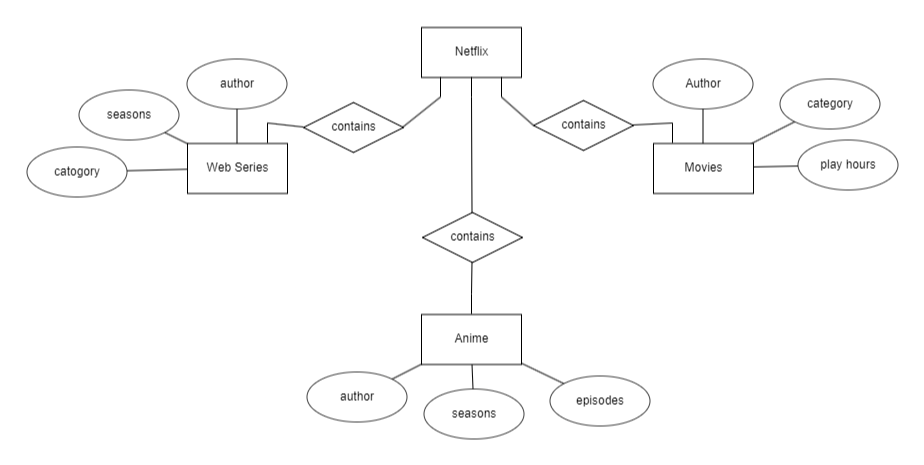 Netflix
author
Author
seasons
category
contains
contains
catogory
Web Series
Movies
play hours
contains
Anime
author
seasons
episodes